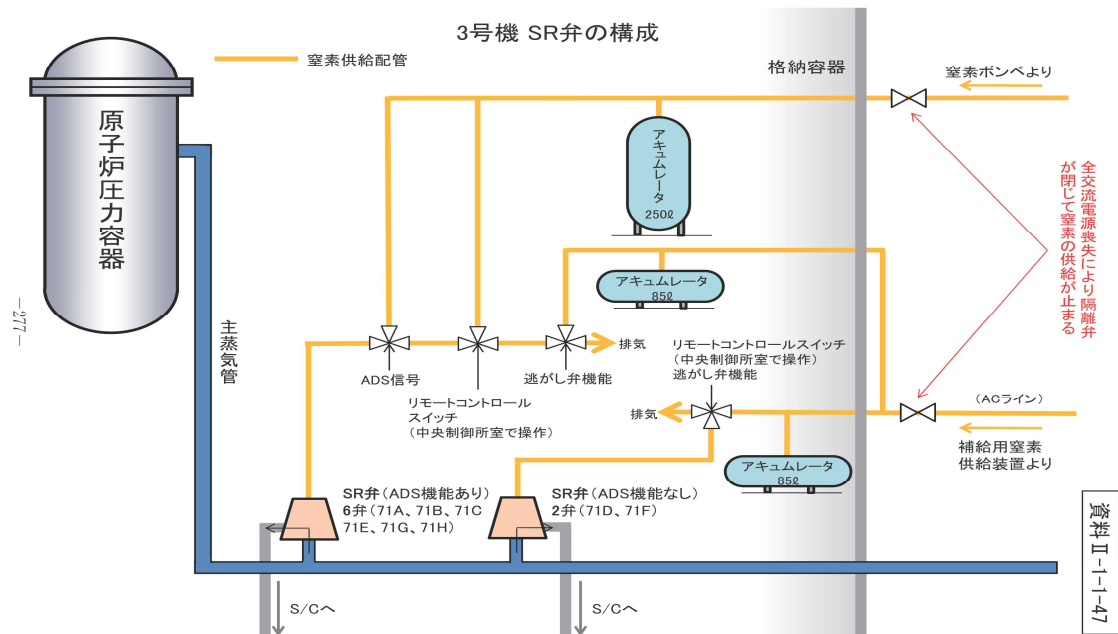 3号機 SR弁の構成
窒素供給配管
格納容器
窒素ボンベより
原子炉圧力容器
アキュムレータ
250ℓ
全交流電源喪失により隔離弁
が閉じて窒素の供給が止まる
アキュムレータ
85ℓ
主蒸気管
排気
ADS信号
逃がし弁機能
リモートコントロール
スイッチ
(中央制御所室で操作)
リモートコントロールスイッチ
(中央制御所室で操作)
逃がし弁機能
排気
(ACライン)
補給用窒素
供給装置より
アキュムレータ
85ℓ
SR弁(ADS機能あり)
6弁(71A、71B、71C
71E、71G、71H)
SR弁(ADS機能なし)
2弁(71D、71F)
S/Cへ
S/Cへ
資料Ⅱ-1-1-47
-277-